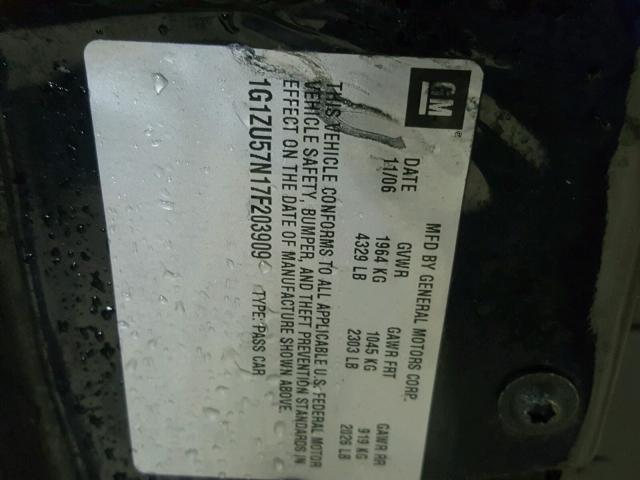 GM
MFD BY GENERAL MOTORS CORP.
DATE GVWR GAWR FRT GAWR RR
11/06 1964 KG 1045 KG 919 KG
4329 LB 2303 LB 2026 LB
THIS VEHICLE CONFORMS TO ALL APPLICABLE U.S. FEDERAL MOTOR
VEHICLE SAFETY, BUMPER, AND THEFT PREVENTION STANDARDS IN
EFFECT ON THE DATE OF MANUFACTURE SHOWN ABOVE.
1G1ZU57N17F203909 TYPE: PASS CAR